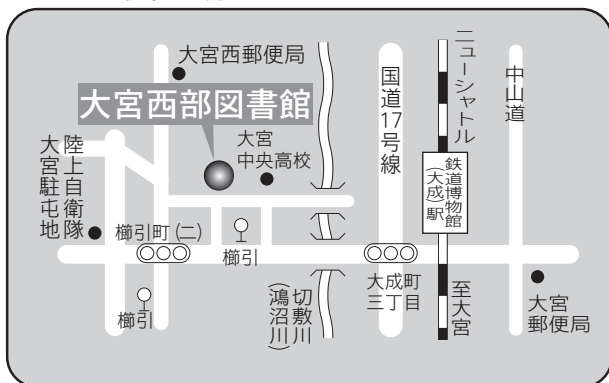 大宮西郵便局
大宮西部図書館
大宮
中央高校
陸上自衛隊
大宮駐屯地
櫛引町(二)
櫛引
櫛引
切敷川
(鴻沼川)
国道17号線
大成町
三丁目
ニューシャトル
鉄道博物館
(大成)駅
至大宮
中山道
大宮
郵便局